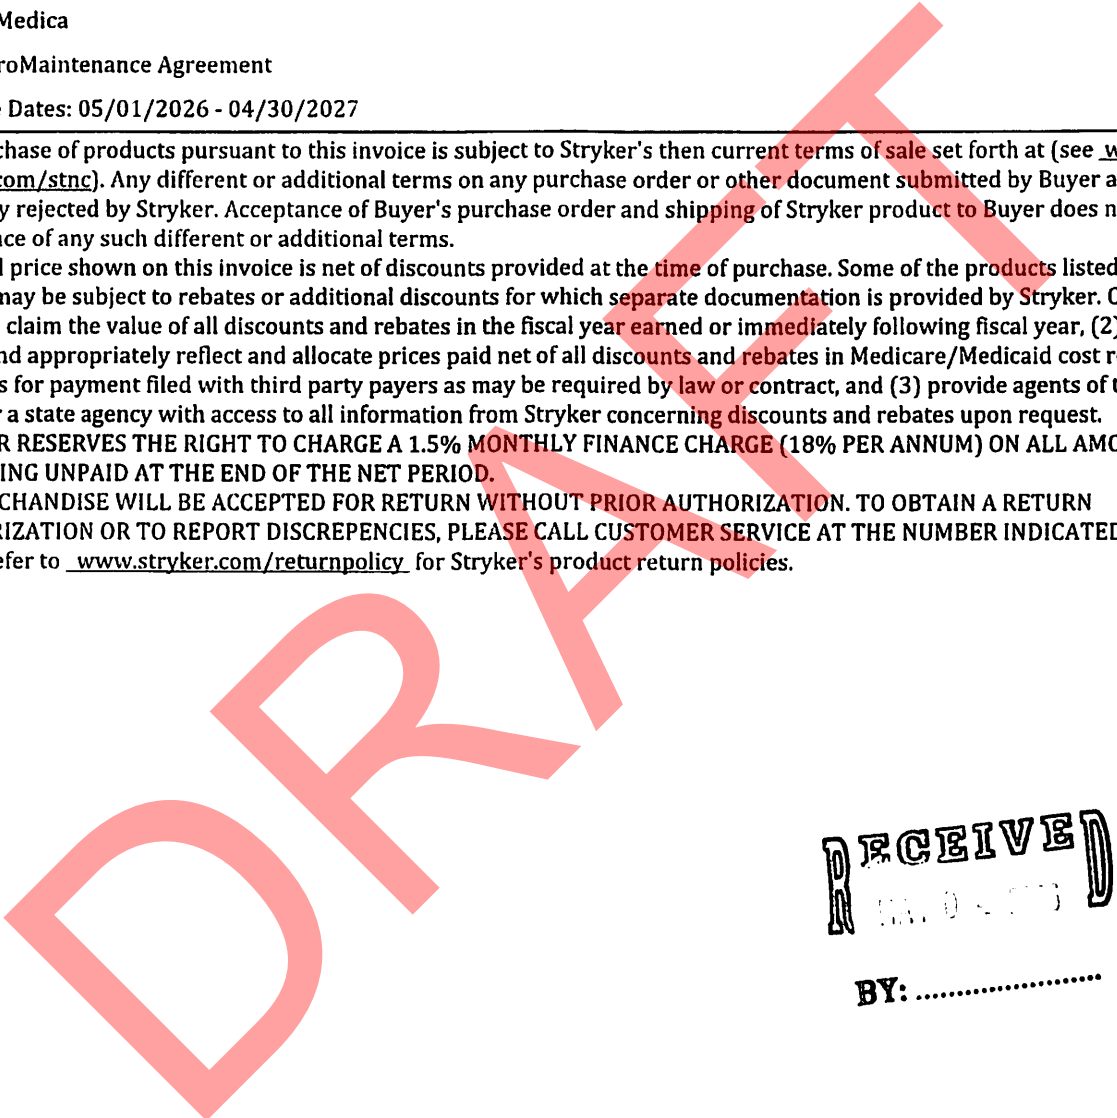 Medica
roMaintenance Agreement
Dates: 05/01/2026 - 04/30/2027
chase of products pursuant to this invoice is subject to Stryker's then current terms of sale set forth at (see w
com/stnc). Any different or additional terms on any purchase order or other document submitted by Buyer a
y rejected by Stryker. Acceptance of Buyer's purchase order and shipping of Stryker product to Buyer does n
ce of any such different or additional terms.
l price shown on this invoice is net of discounts provided at the time of purchase. Some of the products listed
may be subject to rebates or additional discounts for which separate documentation is provided by Stryker. C
claim the value of all discounts and rebates in the fiscal year earned or immediately following fiscal year, (2)
nd appropriately reflect and allocate prices paid net of all discounts and rebates in Medicare/Medicaid cost r
s for payment filed with third party payers as may be required by law or contract, and (3) provide agents of t
r a state agency with access to all information from Stryker concerning discounts and rebates upon request.
R RESERVES THE RIGHT TO CHARGE A 1.5% MONTHLY FINANCE CHARGE (18% PER ANNUM) ON ALL AMO
ING UNPAID AT THE END OF THE NET PERIOD.
CHANDISE WILL BE ACCEPTED FOR RETURN WITHOUT PRIOR AUTHORIZATION. TO OBTAIN A RETURN
RIZATION OR TO REPORT DISCREPENCIES, PLEASE CALL CUSTOMER SERVICE AT THE NUMBER INDICATED
efer to www.stryker.com/returnpolicy for Stryker's product return policies.
DRAFT
RECEIVED
BY: ........................